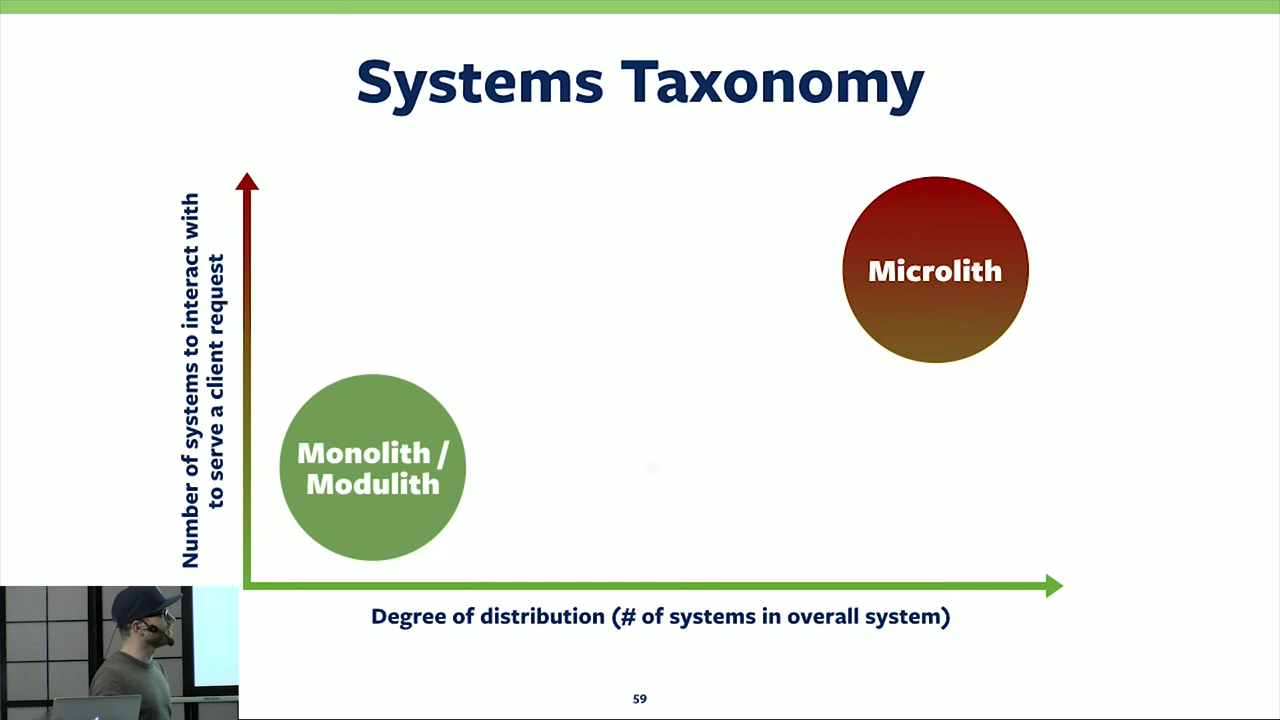 Systems Taxonomy
Number of systems to interact with
to serve a client request
Microlith
Monolith /
Modulith
Degree of distribution (# of systems in overall system)
59